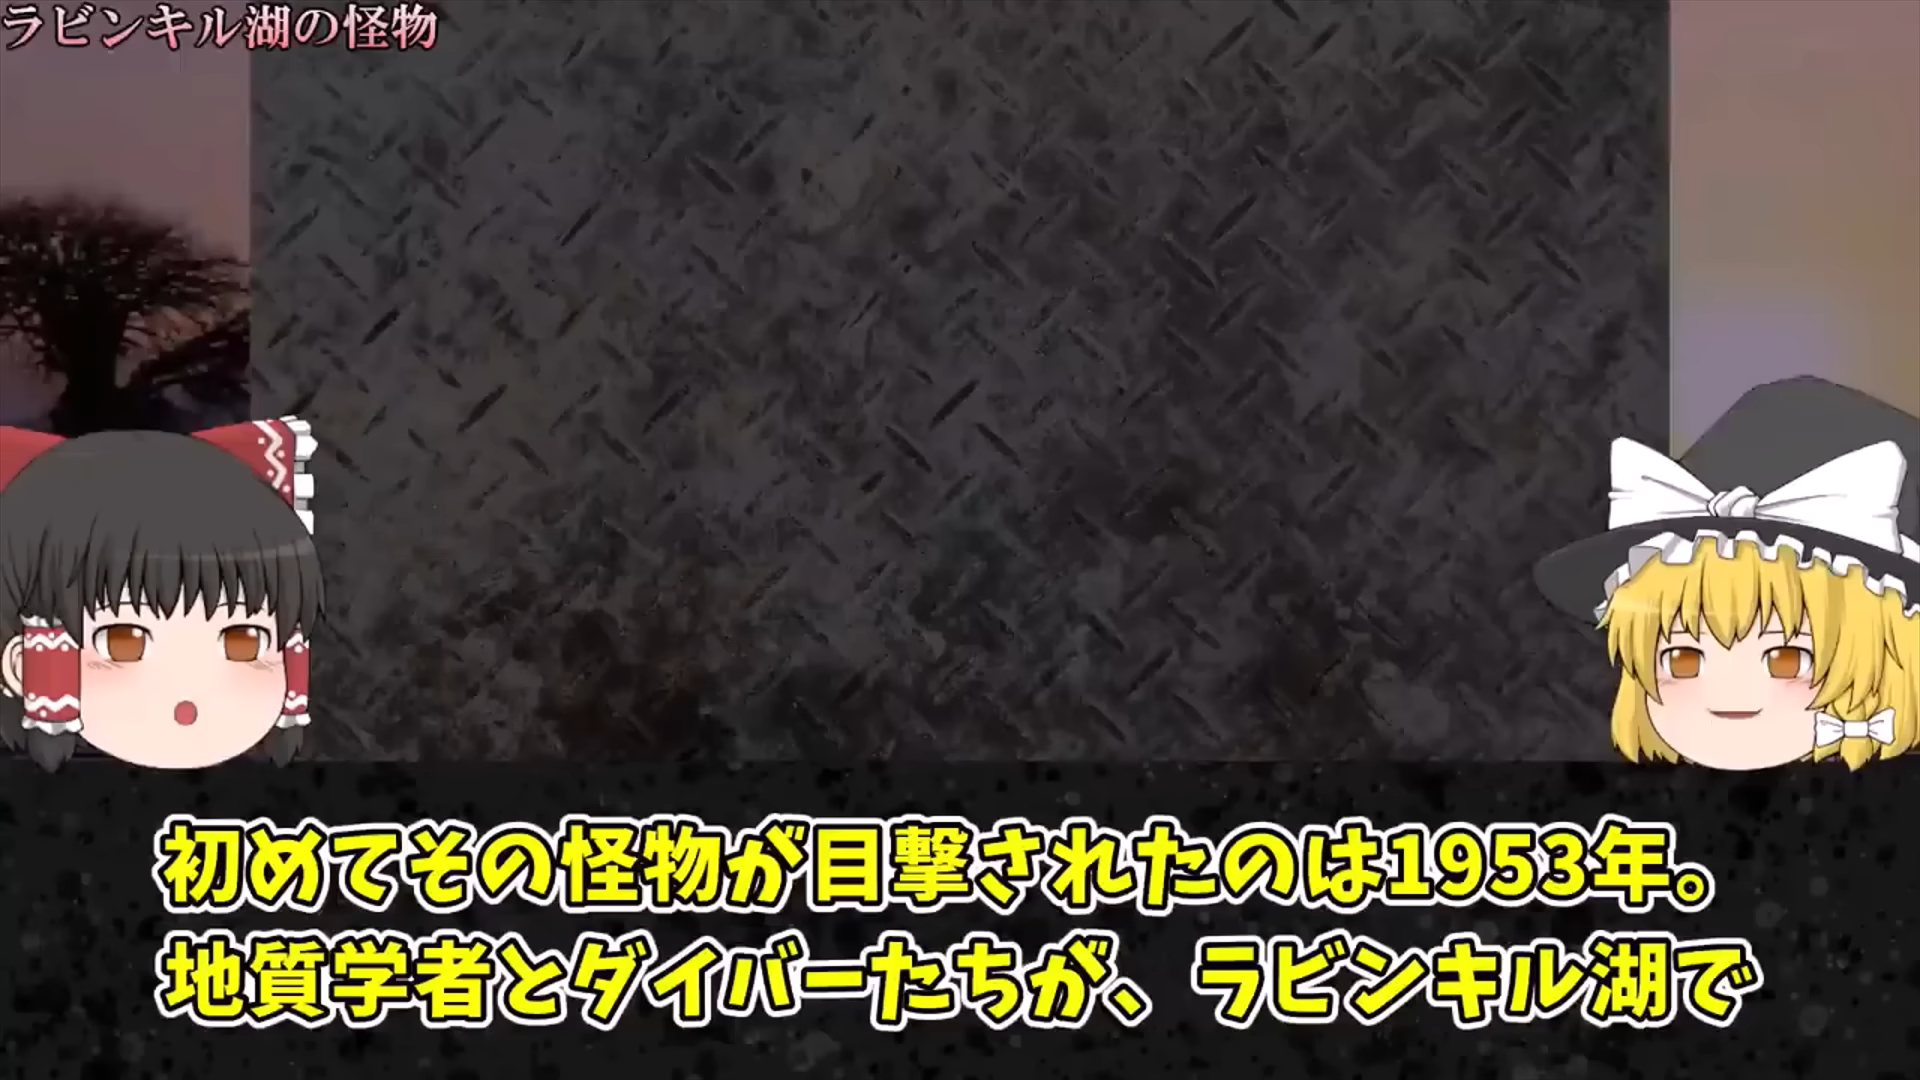 ラビンキル湖の怪物
初めてその怪物が目撃されたのは1953年。
地質学者とダイバーたちが、ラビンキル湖で